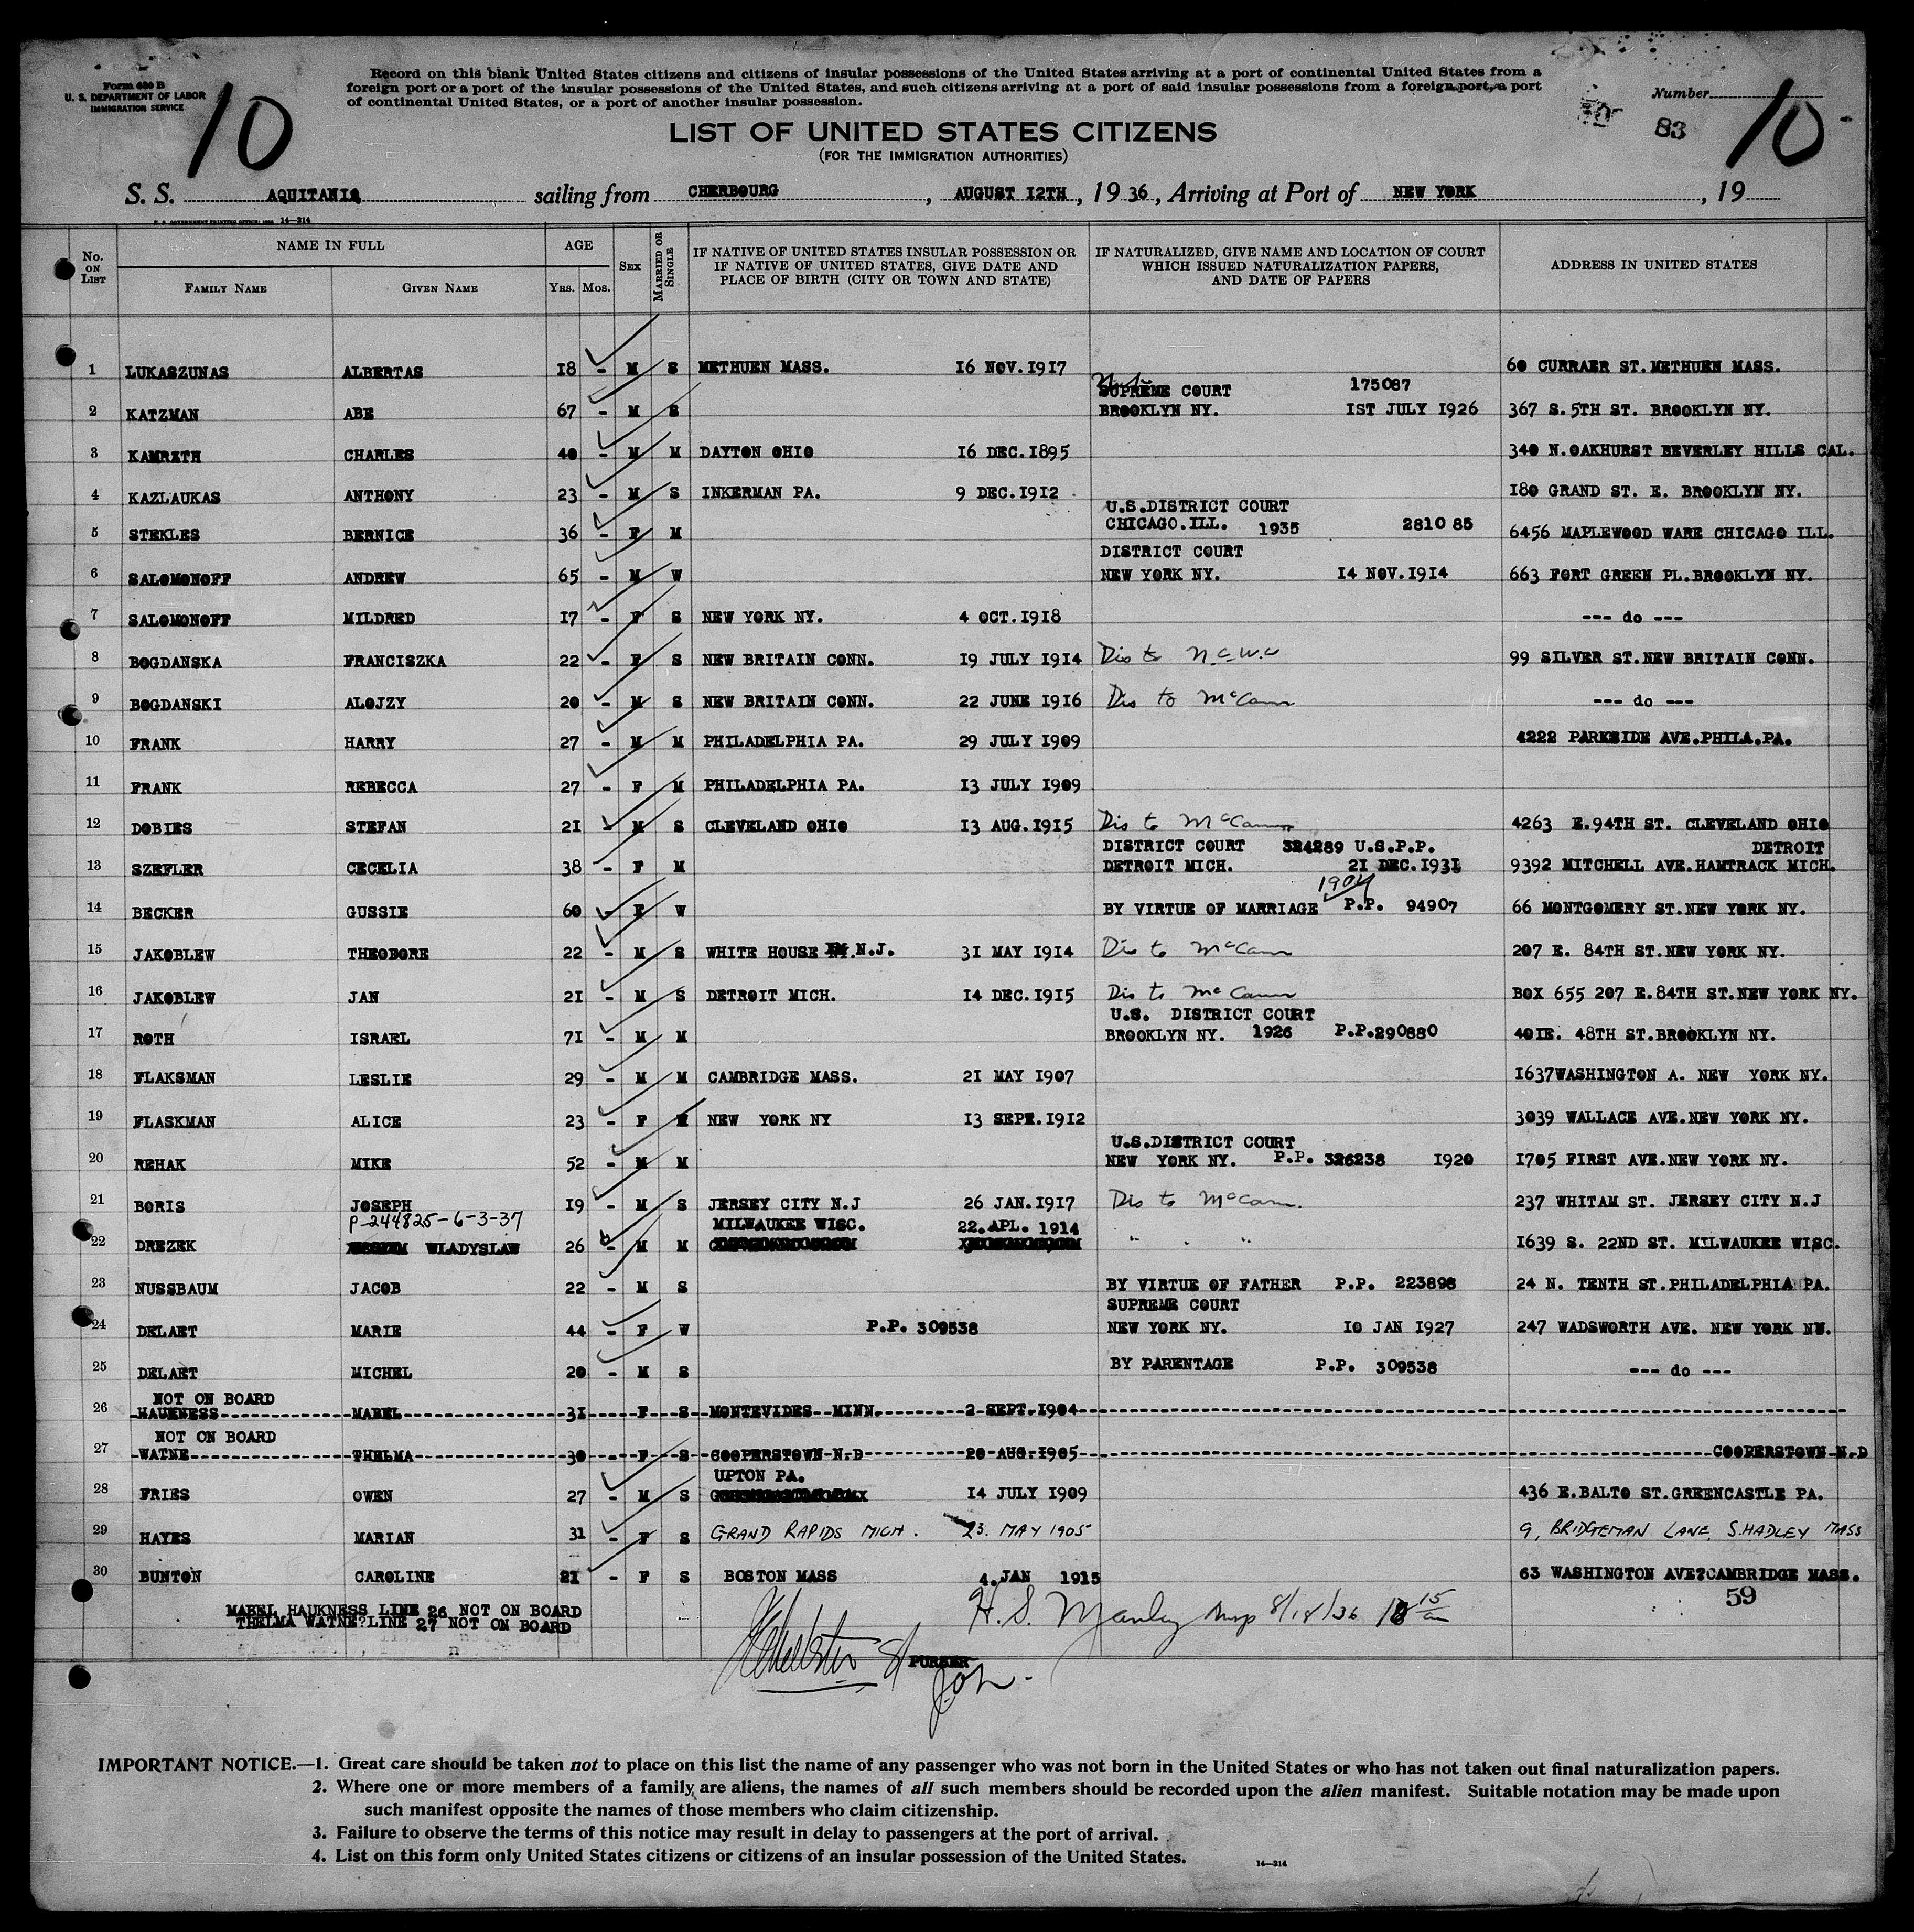 Form 630 B
U. S. DEPARTMENT OF LABOR
IMMIGRATION SERVICE
10
Record on this blank United States citizens and citizens of insular possessions of the United States arriving at a port of continental United States from a
foreign port or a port of the insular possessions of the United States, and such citizens arriving at a port of said insular possessions from a foreign port, a port
of continental United States, or a port of another insular possession.
Number
83
10
LIST OF UNITED STATES CITIZENS
(FOR THE IMMIGRATION AUTHORITIES)
S. S. AQUITANIA sailing from CHERBOURG, AUGUST 12TH, 1936, Arriving at Port of NEW YORK, 19
14—314
No. ON LIST NAME IN FULL FAMILY NAME GIVEN NAME AGE YRS. MOS. SEX MARRIED OR SINGLE IF NATIVE OF UNITED STATES INSULAR POSSESSION OR IF NATIVE OF UNITED STATES, GIVE DATE AND PLACE OF BIRTH (CITY OR TOWN AND STATE) IF NATURALIZED, GIVE NAME AND LOCATION OF COURT WHICH ISSUED NATURALIZATION PAPERS, AND DATE OF PAPERS ADDRESS IN UNITED STATES
1 LUKASZUNAS ALBERTAS 18 - M S METHUEN MASS. 16 NOV.1917 60 CURRAER ST.METHUEN MASS.
SUPREME COURT 175087
2 KATZMAN ABE 67 - M S BROOKLYN NY. IST JULY 1926 367 S.5TH ST. BROOKLYN NY.
3 KAMRATH CHARLES 40 - M M DAYTON OHIO 16 DEC.1895 340 N.OAKHURST BEVERLEY HILLS CAL.
4 KAZLAUKAS ANTHONY 23 - M S INKERMAN PA. 9 DEC.1912 180 GRAND ST. E. BROOKLYN NY.
U.S.DISTRICT COURT
5 STEKLES BERNICE 36 - F M CHICAGO.ILL. 1935 2810 85 6456 MAPLEWOOD WARE CHICAGO ILL.
DISTRICT COURT
6 SALOMONOFF ANDREW 65 - M W NEW YORK NY. 14 NOV.1914 663 FORT GREEN PL.BROOKLYN NY.
7 SALOMONOFF MILDRED 17 - F S NEW YORK NY. 4 OCT.1918 --- do ---
8 BOGDANSKA FRANCISZKA 22 - F S NEW BRITAIN CONN. 19 JULY 1914 Dis to N.C.W.C 99 SILVER ST.NEW BRITAIN CONN.
9 BOGDANSKI ALOJZY 20 - M S NEW BRITAIN CONN. 22 JUNE 1916 Dis to McCann --- do ---
10 FRANK HARRY 27 - M M PHILADELPHIA PA. 29 JULY 1909 4222 PARKSIDE AVE.PHILA.PA.
11 FRANK REBECCA 27 - F M PHILADELPHIA PA. 13 JULY 1909
12 DOBIES STEFAN 21 - M S CLEVELAND OHIO 13 AUG.1915 Dis to McCann 4263 E.94TH ST. CLEVELAND OHIO
DISTRICT COURT 324289 U.S.P.P. DETROIT
13 SZEFLER CECELIA 38 - F M DETROIT MICH. 21 DEC.1931 9392 MITCHELL AVE.HAMTRACK MICH.
1904
14 BECKER GUSSIE 60 - F W BY VIRTUE OF MARRIAGE P.P. 94907 66 MONTGOMERY ST.NEW YORK NY.
15 JAKOBLEW THEODORE 22 - M S WHITE HOUSE N.J. 31 MAY 1914 Dis to McCann 207 E. 84TH ST.NEW YORK NY.
16 JAKOBLEW JAN 21 - M S DETROIT MICH. 14 DEC.1915 Dis to McCann BOX 655 207 E.84TH ST.NEW YORK NY.
U.S. DISTRICT COURT
17 ROTH ISRAEL 71 - M M BROOKLYN NY. 1926 P.P.290880 401E. 48TH ST.BROOKLYN NY.
18 FLAKSMAN LESLIE 29 - M M CAMBRIDGE MASS. 21 MAY 1907 1637WASHINGTON A. NEW YORK NY.
19 FLASKMAN ALICE 23 - F M NEW YORK NY 13 SEPT.1912 3039 WALLACE AVE.NEW YORK NY.
U.S.DISTRICT COURT
20 REHAK MIKE 52 - M M NEW YORK NY. P.P. 326238 1920 1705 FIRST AVE.NEW YORK NY.
21 BORIS JOSEPH 19 - M S JERSEY CITY N.J 26 JAN.1917 Dis to McCann. 237 WHITAM ST. JERSEY CITY N.J
P-244825-6-3-37 MILWAUKEE WISC. 22.APL. 1914
22 DREZEK WLADYSLAW 26 - M M " " " 1639 S. 22ND ST. MILWAUKEE WISC.
23 NUSSBAUM JACOB 22 - M S BY VIRTUE OF FATHER P.P. 223898 24 N. TENTH ST.PHILADELPHIA PA.
SUPREME COURT
24 DELAET MARIE 44 - F W P.P. 309538 NEW YORK NY. 10 JAN 1927 247 WADSWORTH AVE. NEW YORK NW.
25 DELAET MICHEL 20 - M S BY PARENTAGE P.P. 309538 --- do ---
NOT ON BOARD
26 HAUKNESS MABEL 31 F S MONTEVIDES MINN. 2 SEPT.1904
NOT ON BOARD
27 WATNE THELMA 30 F S COOPERSTOWN N.D 20 AUG.1905 COOPERSTOWN N.D
UPTON PA.
28 FRIES OWEN 27 - M S 14 JULY 1909 436 E.BALTO ST.GREENCASTLE PA.
29 HAYES MARIAN 31 - F S GRAND RAPIDS MICH. 23. MAY 1905 9, BRIDGEMAN LANE, S.HADLEY MASS
30 BUNTON CAROLINE 21 - F S BOSTON MASS 4.JAN 1915 63 WASHINGTON AVE?CAMBRIDGE MASS.
59
MABEL HAUKNESS LINE 26 NOT ON BOARD
THELMA WATNE?LINE 27 NOT ON BOARD
H. S. Manley Insp 8/18/36
PURSER
IMPORTANT NOTICE.—1. Great care should be taken not to place on this list the name of any passenger who was not born in the United States or who has not taken out final naturalization papers.
2. Where one or more members of a family are aliens, the names of all such members should be recorded upon the alien manifest. Suitable notation may be made upon
such manifest opposite the names of those members who claim citizenship.
3. Failure to observe the terms of this notice may result in delay to passengers at the port of arrival.
4. List on this form only United States citizens or citizens of an insular possession of the United States.
14—314